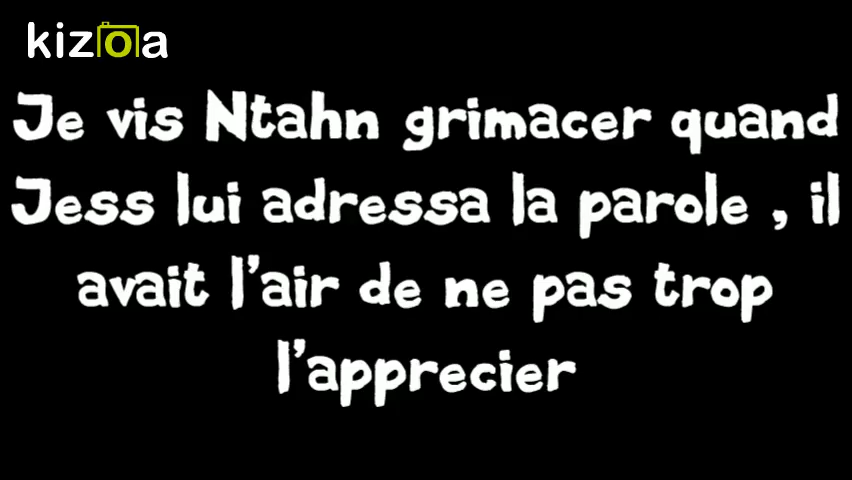 kizoa
Je vis Ntahn grimacer quand
Jess lui adressa la parole , il
avait l'air de ne pas trop
l'apprecier